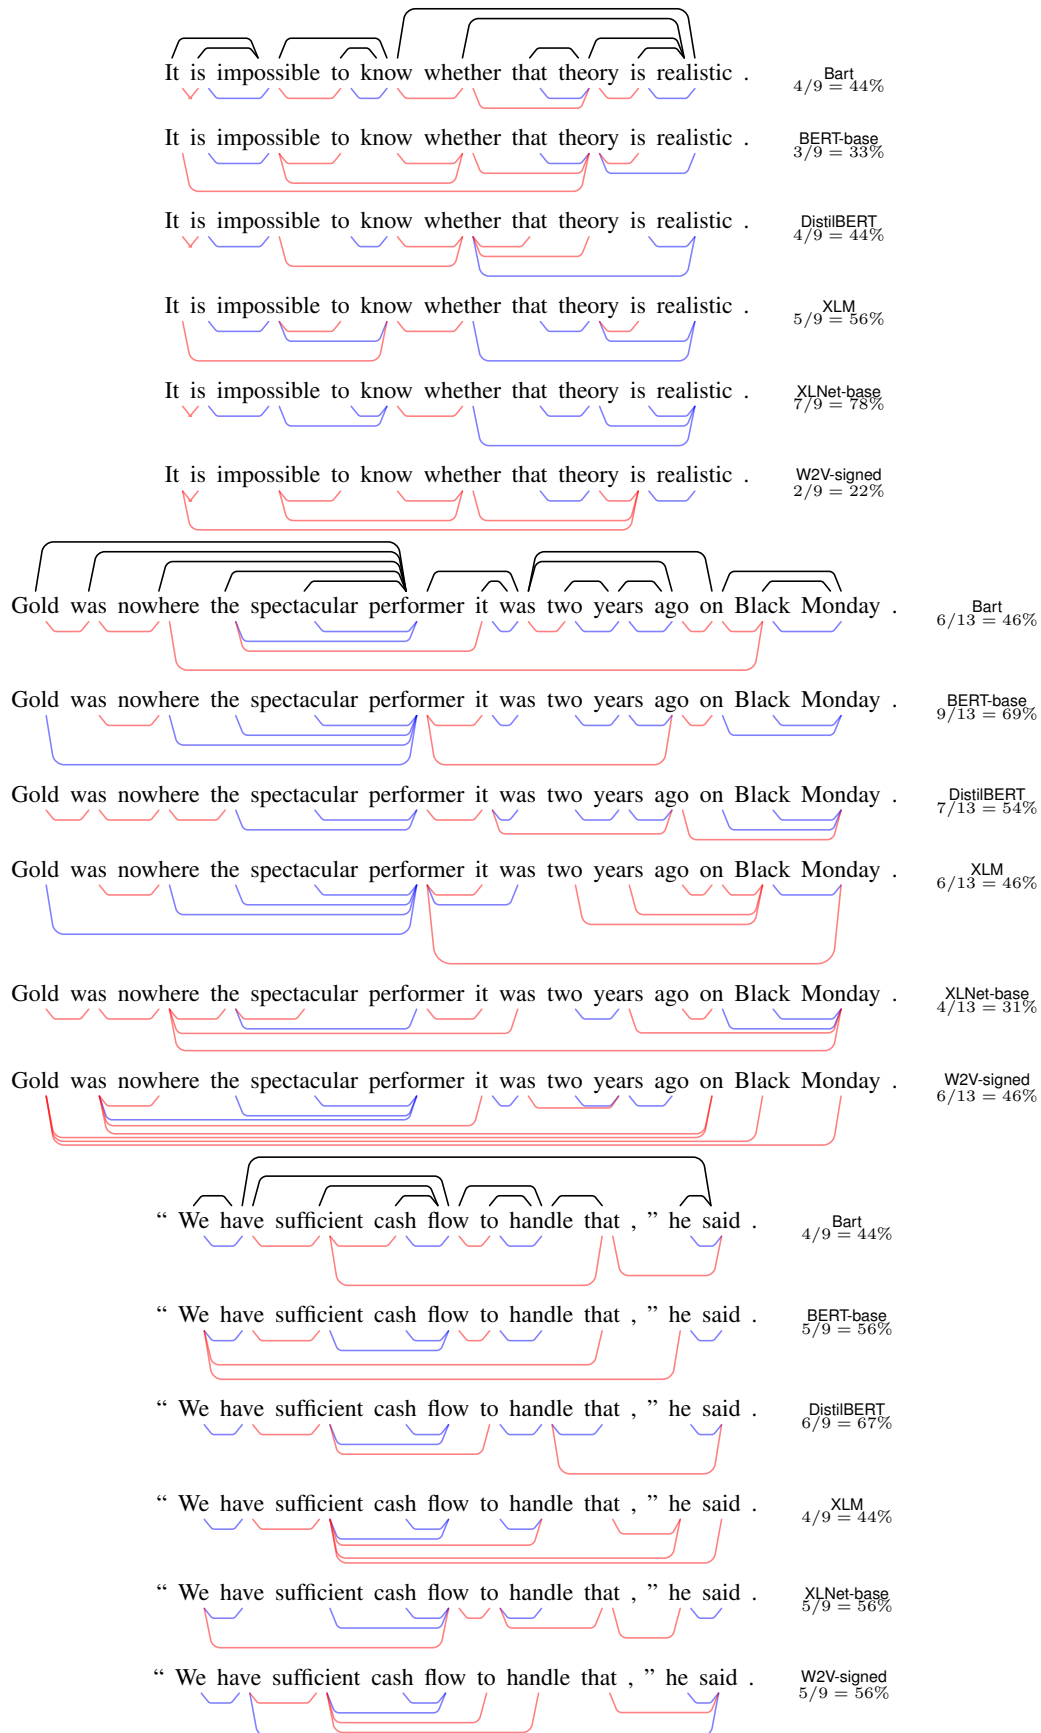 It is impossible to know whether that theory is realistic . Bart
4/9 = 44%
It is impossible to know whether that theory is realistic . BERT-base
3/9 = 33%
It is impossible to know whether that theory is realistic . DistilBERT
4/9 = 44%
It is impossible to know whether that theory is realistic . XLM
5/9 = 56%
It is impossible to know whether that theory is realistic . XLNet-base
7/9 = 78%
It is impossible to know whether that theory is realistic . W2V-signed
2/9 = 22%
Gold was nowhere the spectacular performer it was two years ago on Black Monday . Bart
6/13 = 46%
Gold was nowhere the spectacular performer it was two years ago on Black Monday . BERT-base
9/13 = 69%
Gold was nowhere the spectacular performer it was two years ago on Black Monday . DistilBERT
7/13 = 54%
Gold was nowhere the spectacular performer it was two years ago on Black Monday . XLM
6/13 = 46%
Gold was nowhere the spectacular performer it was two years ago on Black Monday . XLNet-base
4/13 = 31%
Gold was nowhere the spectacular performer it was two years ago on Black Monday . W2V-signed
6/13 = 46%
“ We have sufficient cash flow to handle that , ” he said . Bart
4/9 = 44%
“ We have sufficient cash flow to handle that , ” he said . BERT-base
5/9 = 56%
“ We have sufficient cash flow to handle that , ” he said . DistilBERT
6/9 = 67%
“ We have sufficient cash flow to handle that , ” he said . XLM
4/9 = 44%
“ We have sufficient cash flow to handle that , ” he said . XLNet-base
5/9 = 56%
“ We have sufficient cash flow to handle that , ” he said . W2V-signed
5/9 = 56%